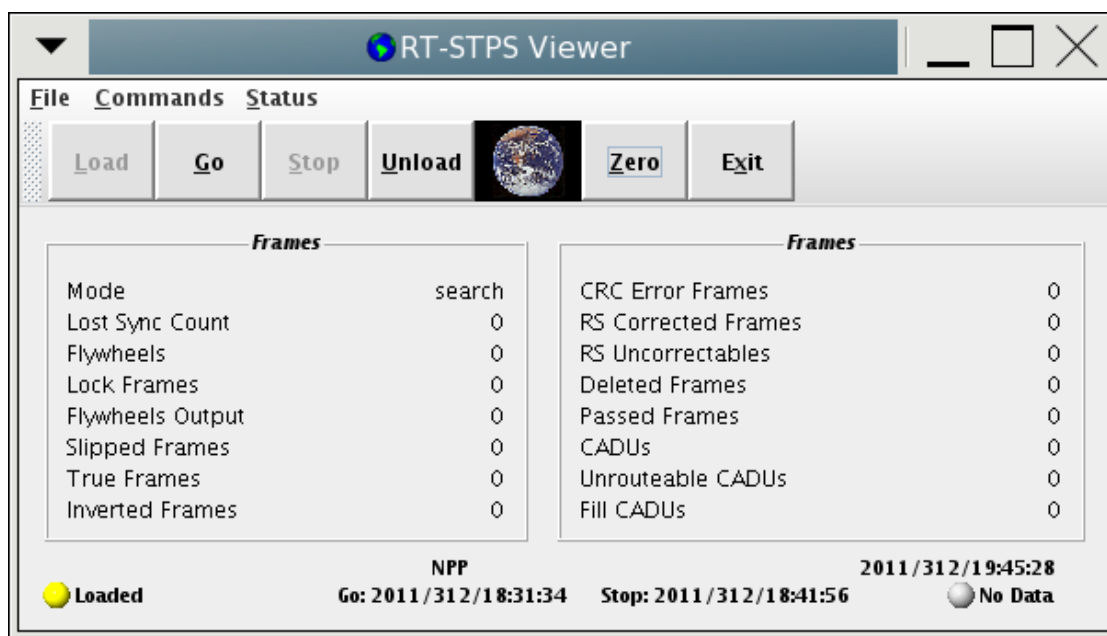 RT-STPS Viewer
File Commands Status
Load Go Stop Unload Zero Exit
Frames
Mode search
Lost Sync Count 0
Flywheels 0
Lock Frames 0
Flywheels Output 0
Slipped Frames 0
True Frames 0
Inverted Frames 0
Frames
CRC Error Frames 0
RS Corrected Frames 0
RS Uncorrectables 0
Deleted Frames 0
Passed Frames 0
CADUs 0
Unrouteable CADUs 0
Fill CADUs 0
NPP 2011/312/19:45:28
Loaded Go: 2011/312/18:31:34 Stop: 2011/312/18:41:56 No Data